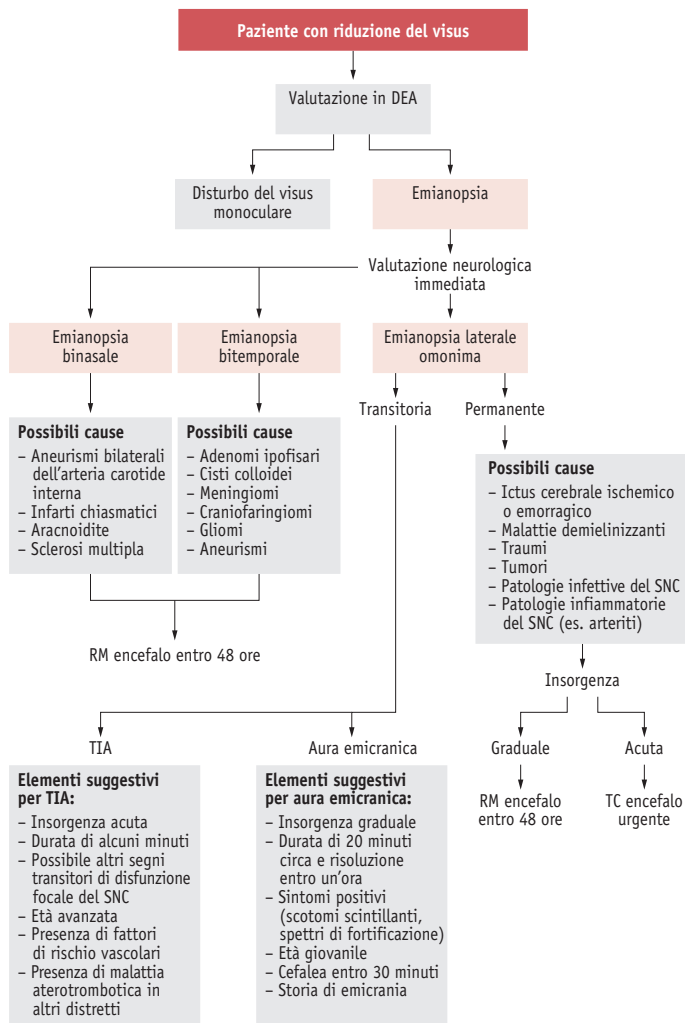 Paziente con riduzione del visus
Valutazione in DEA
Disturbo del visus
monoculare
Emianopsia
Valutazione neurologica
immediata
Emianopsia
binasale
Emianopsia
bitemporale
Emianopsia laterale
omonima
Transitoria
Permanente
Possibili cause
– Aneurismi bilaterali
dell'arteria carotide
interna
– Infarti chiasmatici
– Aracnoidite
– Sclerosi multipla
Possibili cause
– Adenomi ipofisari
– Cisti colloidei
– Meningiomi
– Craniofaringiomi
– Gliomi
– Aneurismi
Possibili cause
– Ictus cerebrale ischemico
o emorragico
– Malattie demielinizzanti
– Traumi
– Tumori
– Patologie infettive del SNC
– Patologie infiammatorie
del SNC (es. arteriti)
RM encefalo entro 48 ore
Insorgenza
TIA
Aura emicranica
Graduale
Acuta
Elementi suggestivi
per TIA:
– Insorgenza acuta
– Durata di alcuni minuti
– Possibile altri segni
transitori di disfunzione
focale del SNC
– Età avanzata
– Presenza di fattori
di rischio vascolari
– Presenza di malattia
aterotrombotica in
altri distretti
Elementi suggestivi
per aura emicranica:
– Insorgenza graduale
– Durata di 20 minuti
circa e risoluzione
entro un'ora
– Sintomi positivi
(scotomi scintillanti,
spettri di fortificazione)
– Età giovanile
– Cefalea entro 30 minuti
– Storia di emicrania
RM encefalo
entro 48 ore
TC encefalo
urgente